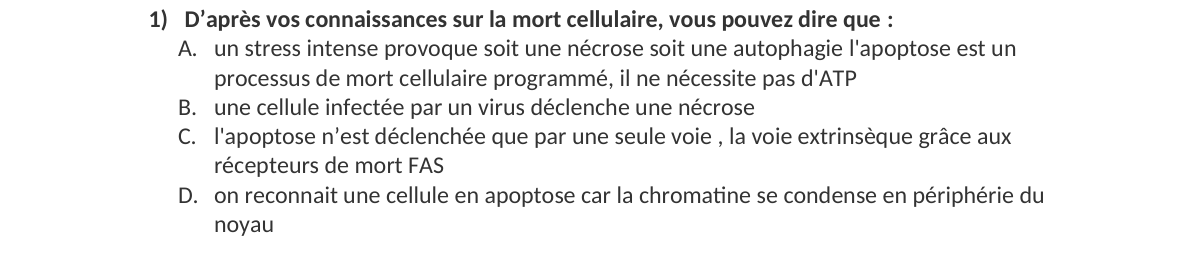 1) D’après vos connaissances sur la mort cellulaire, vous pouvez dire que :
A. un stress intense provoque soit une nécrose soit une autophagie l'apoptose est un
processus de mort cellulaire programmé, il ne nécessite pas d'ATP
B. une cellule infectée par un virus déclenche une nécrose
C. l'apoptose n’est déclenchée que par une seule voie , la voie extrinsèque grâce aux
récepteurs de mort FAS
D. on reconnait une cellule en apoptose car la chromatine se condense en périphérie du
noyau